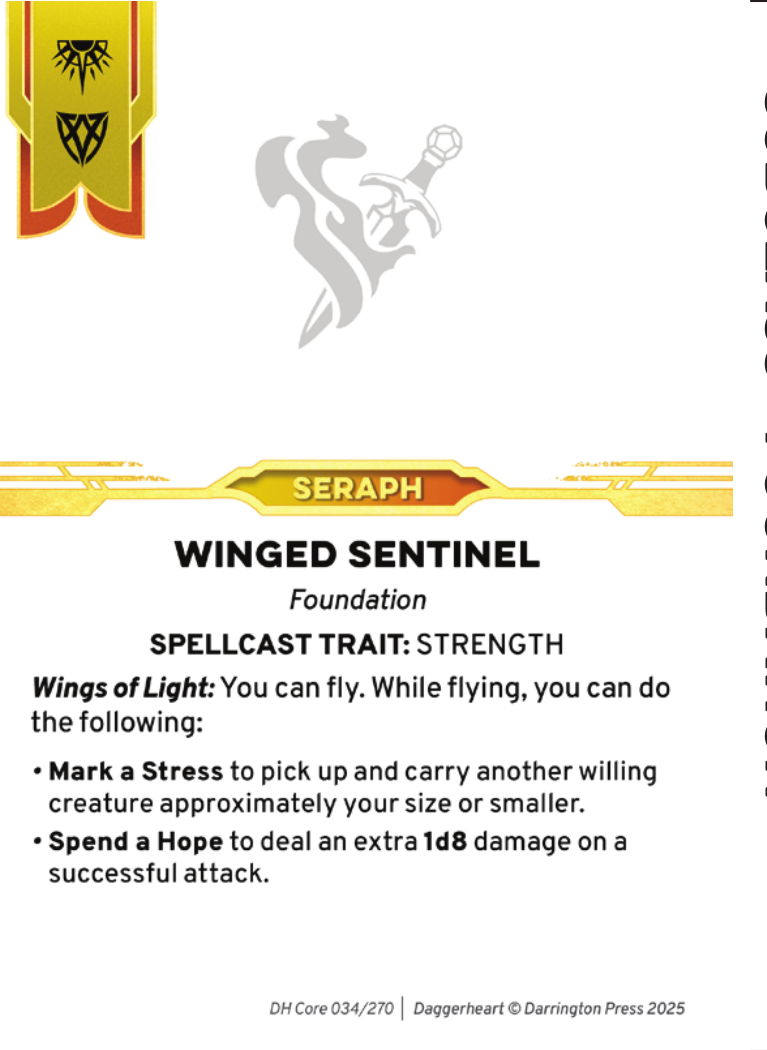 SERAPH
WINGED SENTINEL
Foundation
SPELLCAST TRAIT: STRENGTH
Wings of Light: You can fly. While flying, you can do
the following:
• Mark a Stress to pick up and carry another willing
creature approximately your size or smaller.
• Spend a Hope to deal an extra 1d8 damage on a
successful attack.
DH Core 034/270 | Daggerheart © Darrington Press 2025